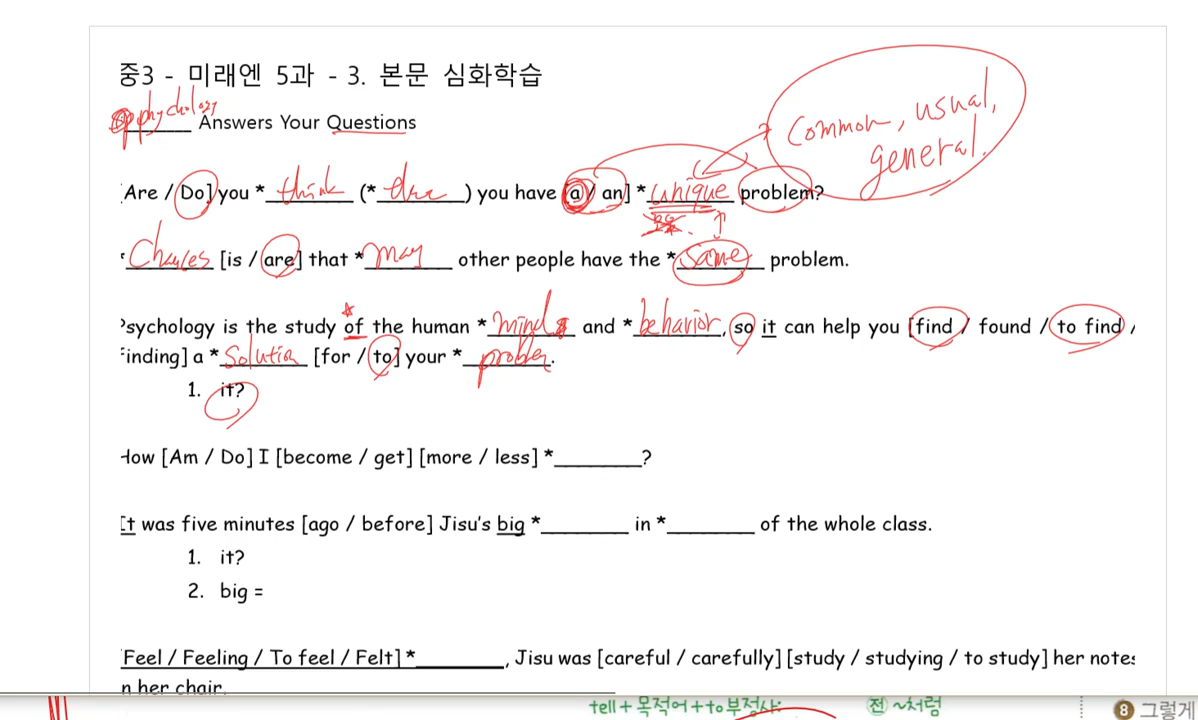 중3 - 미래엔 5과 - 3. 본문 심화학습
phychology Answers Your Questions
Common, usual, general.
Are / Do] you * think (* ) you have [a / an] * unique problem?
* Chances [is / are] that * may other people have the * same problem.
Psychology is the study of the human * mind and * behavior, so it can help you [find / found / to find /
finding] a * Solution [for / to] your * problem.
1. it?
How [Am / Do] I [become / get] [more / less] *________?
It was five minutes [ago / before] Jisu's big *________ in *________ of the whole class.
1. it?
2. big =
Feel / Feeling / To feel / Felt] *________, Jisu was [careful / carefully] [study / studying / to study] her notes
n her chair.
tell + 목적어 + to 부정사: 전 ~처럼 8 그렇게